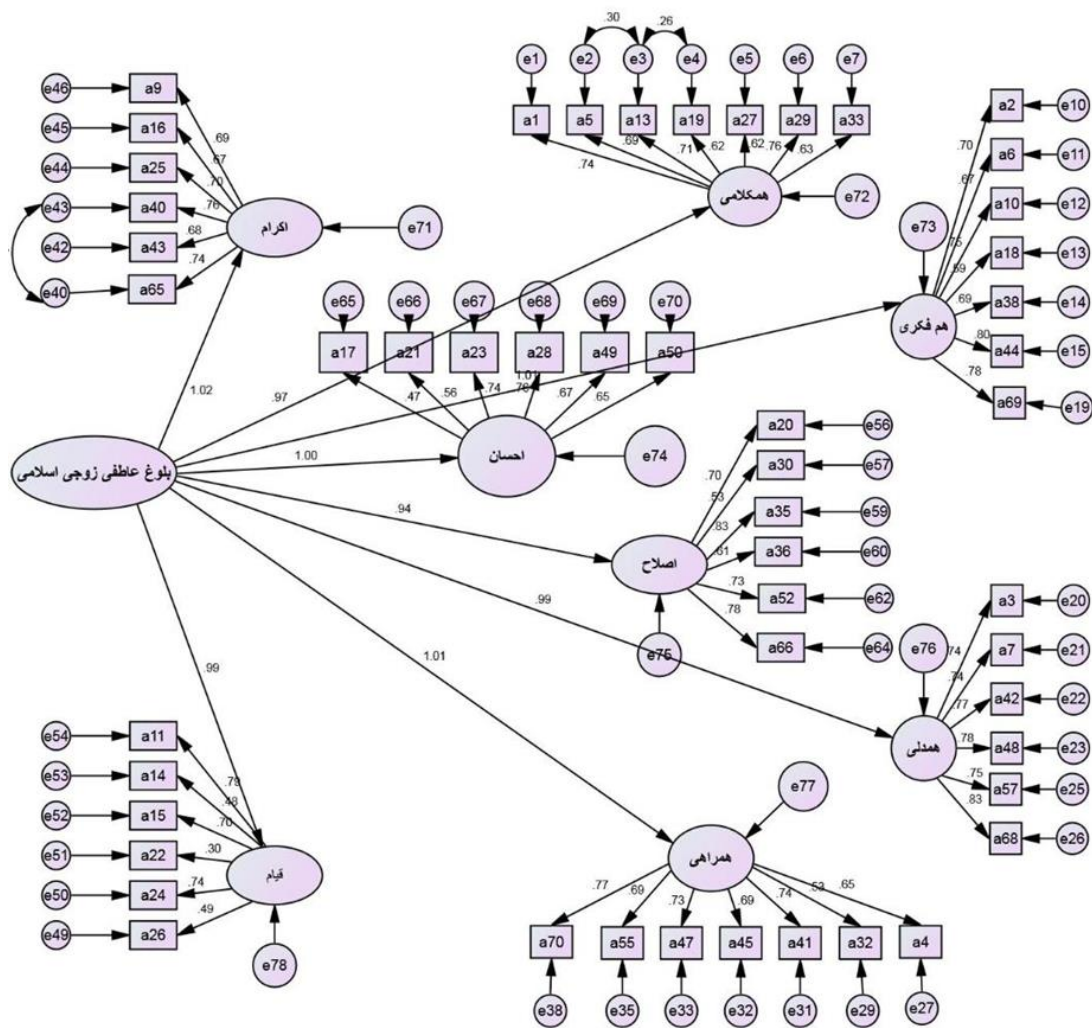 .30
.26
e1
e2
e3
e4
e5
e6
e7
a1
a5
a13
a19
a27
a29
a33
.74
.69
.71
.62
.62
.76
.63
همکلامی
e72
e46
a9
e45
a16
e44
a25
e43
a40
e42
a43
e40
a65
.69
.67
.70
.76
.68
.74
اکرام
e71
a2
e10
a6
e11
a10
e12
a18
e13
a38
e14
a44
e15
a69
e19
.70
.67
.75
.59
.69
.80
.78
e73
هم فکری
e65
e66
e67
e68
e69
e70
a17
a21
a23
a28
a49
a50
.47
.56
.74
.76
.67
.65
احسان
e74
1.02
.97
1.01
1.00
.94
.99
1.01
.99
بلوغ عاطفی زوجی اسلامی
a20
e56
a30
e57
a35
e59
a36
e60
a52
e62
a66
e64
.70
.53
.83
.61
.73
.78
اصلاح
e75
a3
e20
a7
e21
a42
e22
a48
e23
a57
e25
a68
e26
.74
.74
.77
.78
.75
.83
e76
همدلی
e54
a11
e53
a14
e52
a15
e51
a22
e50
a24
e49
a26
.79
.48
.70
.30
.74
.49
قیام
e78
e77
همراهی
.77
.69
.73
.69
.74
.53
.65
a70
a55
a47
a45
a41
a32
a4
e38
e35
e33
e32
e31
e29
e27